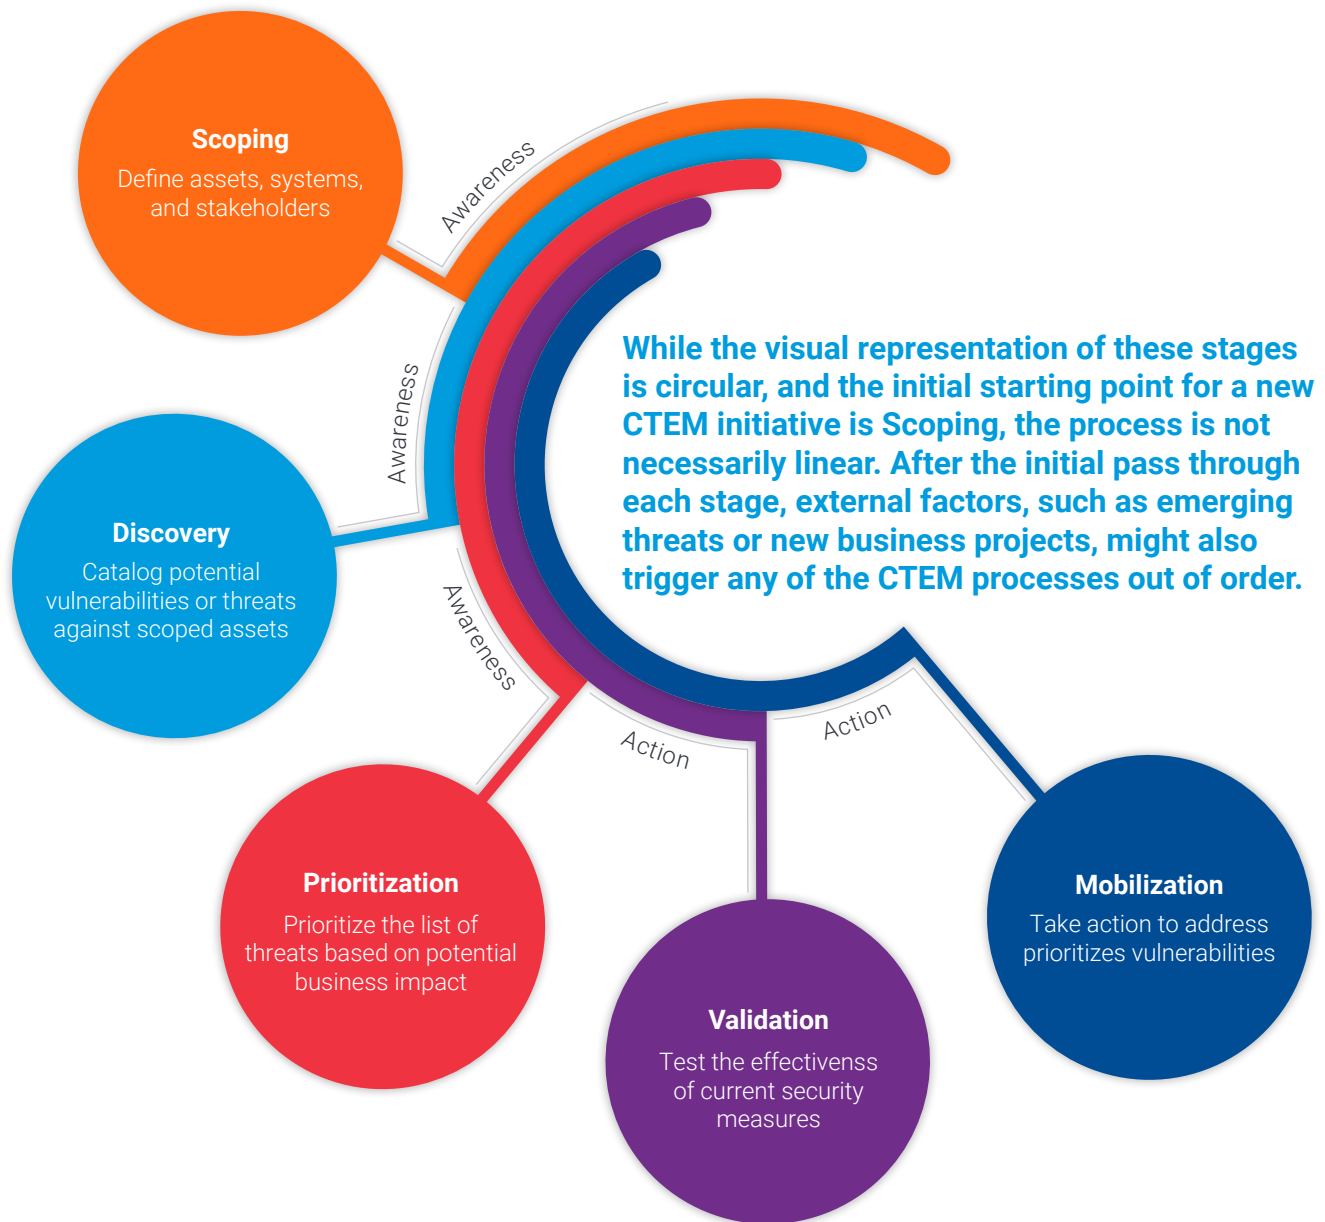 Scoping
Define assets, systems,
and stakeholders
Awareness
Awareness
Discovery
Catalog potential
vulnerabilities or threats
against scoped assets
Awareness
Prioritization
Prioritize the list of
threats based on potential
business impact
Action
Validation
Test the effectivenss
of current security
measures
Action
Mobilization
Take action to address
prioritizes vulnerabilities
While the visual representation of these stages
is circular, and the initial starting point for a new
CTEM initiative is Scoping, the process is not
necessarily linear. After the initial pass through
each stage, external factors, such as emerging
threats or new business projects, might also
trigger any of the CTEM processes out of order.